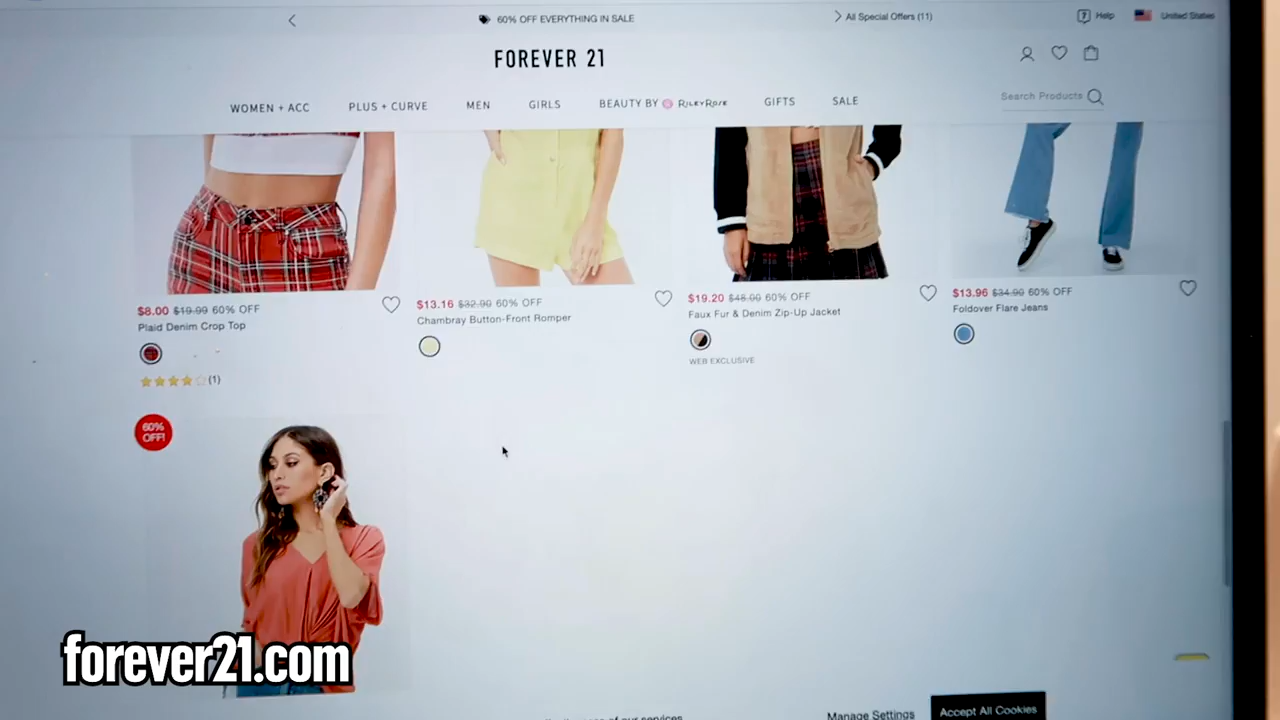 60% OFF EVERYTHING IN SALE
All Special Offers (11)
Help
United States
FOREVER 21
WOMEN + ACC
PLUS + CURVE
MEN
GIRLS
BEAUTY BY RILEYROSE
GIFTS
SALE
Search Products
$8.00 $19.99 60% OFF
Plaid Denim Crop Top
(1)
$13.16 $32.90 60% OFF
Chambray Button-Front Romper
$19.20 $48.00 60% OFF
Faux Fur & Denim Zip-Up Jacket
WEB EXCLUSIVE
$13.96 $34.90 60% OFF
Foldover Flare Jeans
60%
OFF!
forever21.com
of our services
Manage Settings
Accept All Cookies